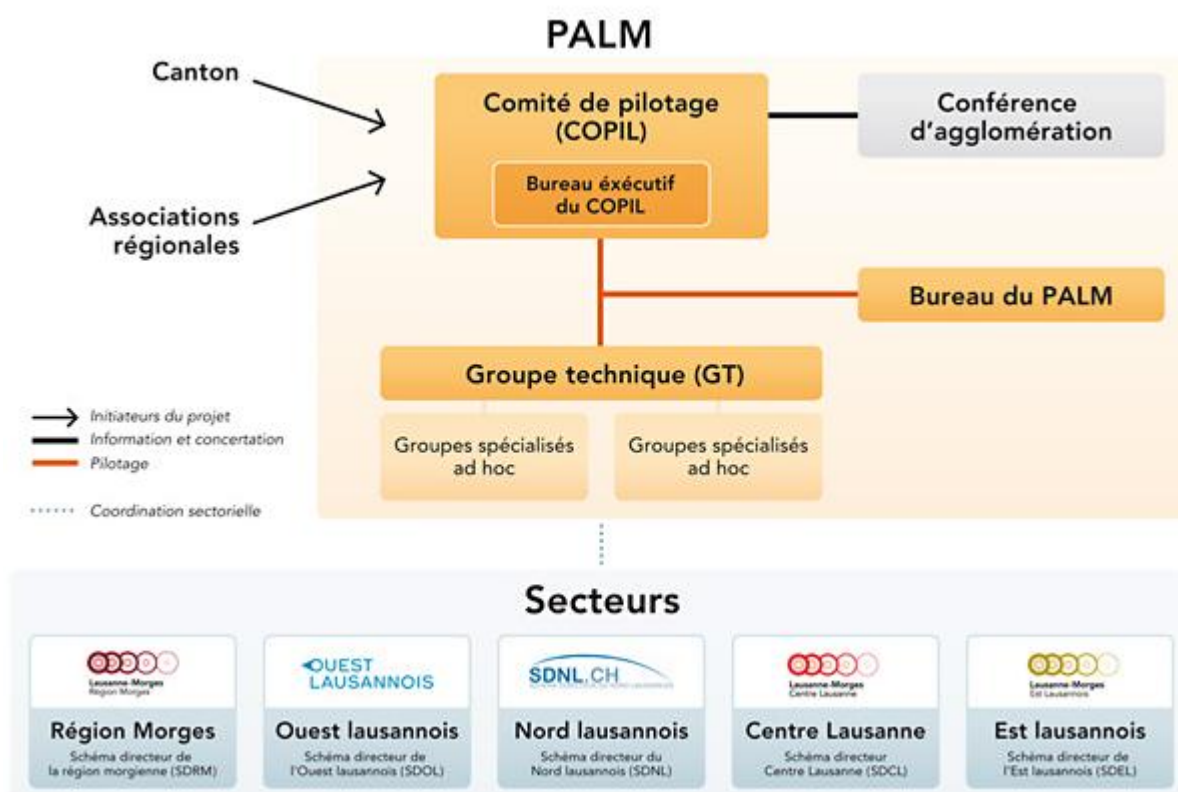 PALM
Canton
Associations
régionales
Comité de pilotage
(COPIL)
Bureau éxécutif
du COPIL
Conférence
d'agglomération
Bureau du PALM
Groupe technique (GT)
Groupes spécialisés
ad hoc
Groupes spécialisés
ad hoc
Initiateurs du projet
Information et concertation
Pilotage
Coordination sectorielle
Secteurs
Lausanne-Morges
Région Morges
Région Morges
Schéma directeur de
la région morgienne (SDRM)
OUEST
LAUSANNOIS
Ouest lausannois
Schéma directeur de
l'Ouest lausannois (SDOL)
SDNL.CH
Nord lausannois
Schéma directeur du
Nord lausannois (SDNL)
Lausanne-Morges
Centre Lausanne
Centre Lausanne
Schéma directeur
Centre Lausanne (SDCL)
Lausanne-Morges
Est Lausannois
Est lausannois
Schéma directeur de
l'Est lausannois (SDEL)